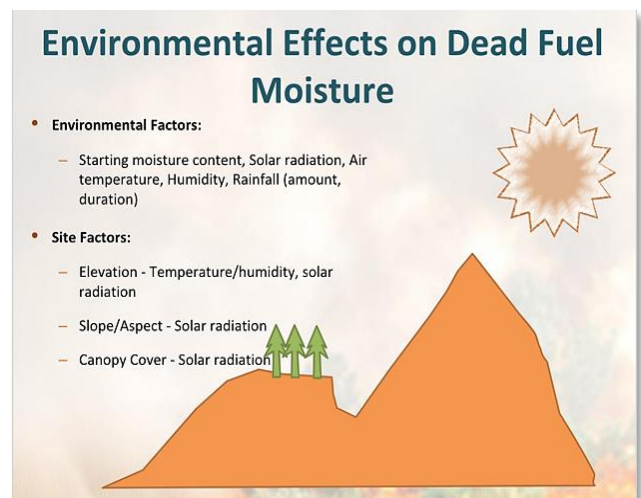 Environmental Effects on Dead Fuel
Moisture
• Environmental Factors:
– Starting moisture content, Solar radiation, Air
temperature, Humidity, Rainfall (amount,
duration)
• Site Factors:
– Elevation - Temperature/humidity, solar
radiation
– Slope/Aspect - Solar radiation
– Canopy Cover - Solar radiation